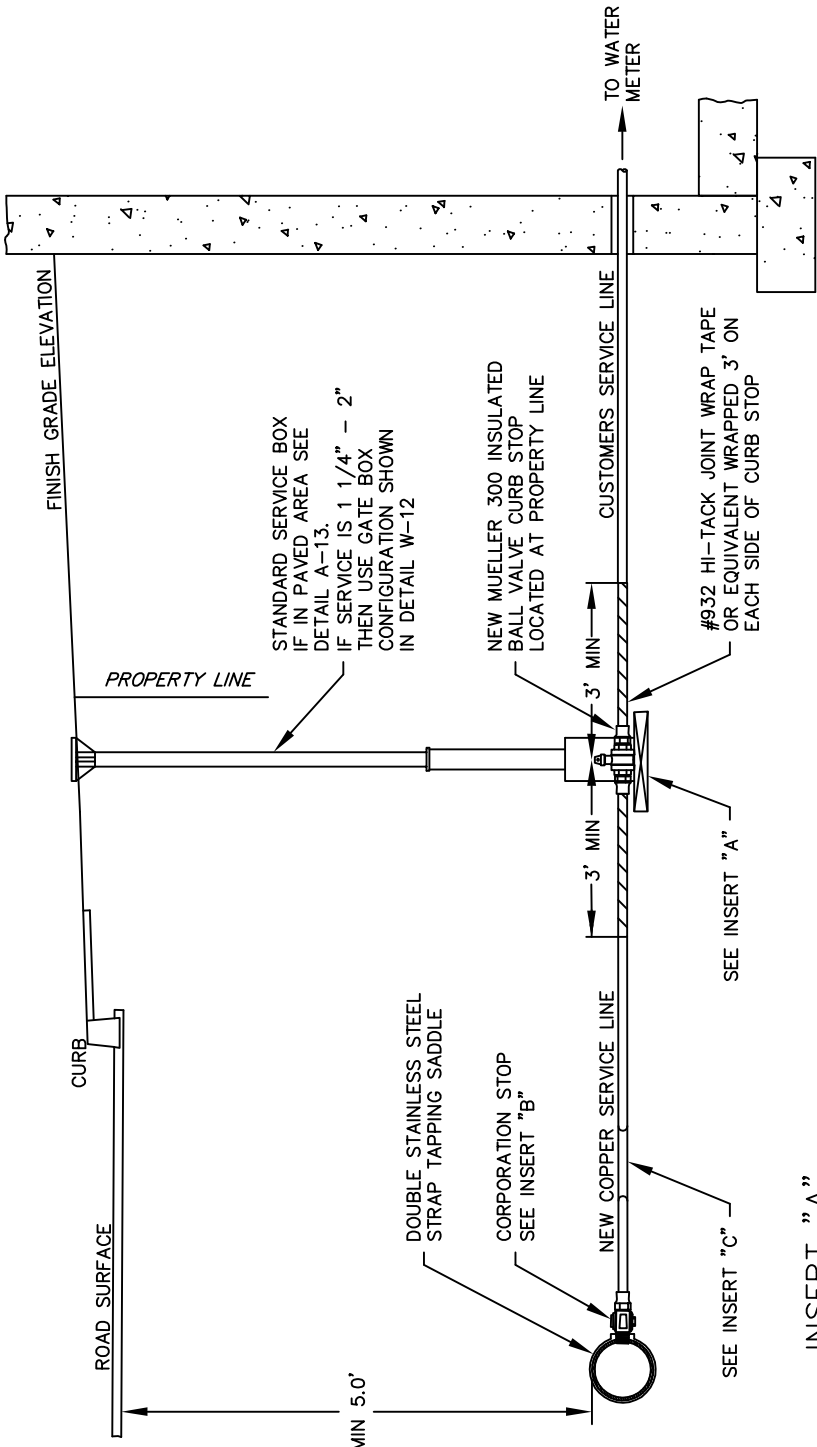 FINISH GRADE ELEVATION
TO WATER
METER
CURB
ROAD SURFACE
PROPERTY LINE
STANDARD SERVICE BOX
IF IN PAVED AREA SEE
DETAIL A-13.
IF SERVICE IS 1 1/4" - 2"
THEN USE GATE BOX
CONFIGURATION SHOWN
IN DETAIL W-12
NEW MUELLER 300 INSULATED
BALL VALVE CURB STOP
LOCATED AT PROPERTY LINE
DOUBLE STAINLESS STEEL
STRAP TAPPING SADDLE
CORPORATION STOP
SEE INSERT "B"
MIN 5.0'
3' MIN
3' MIN
NEW COPPER SERVICE LINE
CUSTOMERS SERVICE LINE
#932 HI-TACK JOINT WRAP TAPE
OR EQUIVALENT WRAPPED 3' ON
EACH SIDE OF CURB STOP
SEE INSERT "A"
SEE INSERT "C"
INSERT "A"